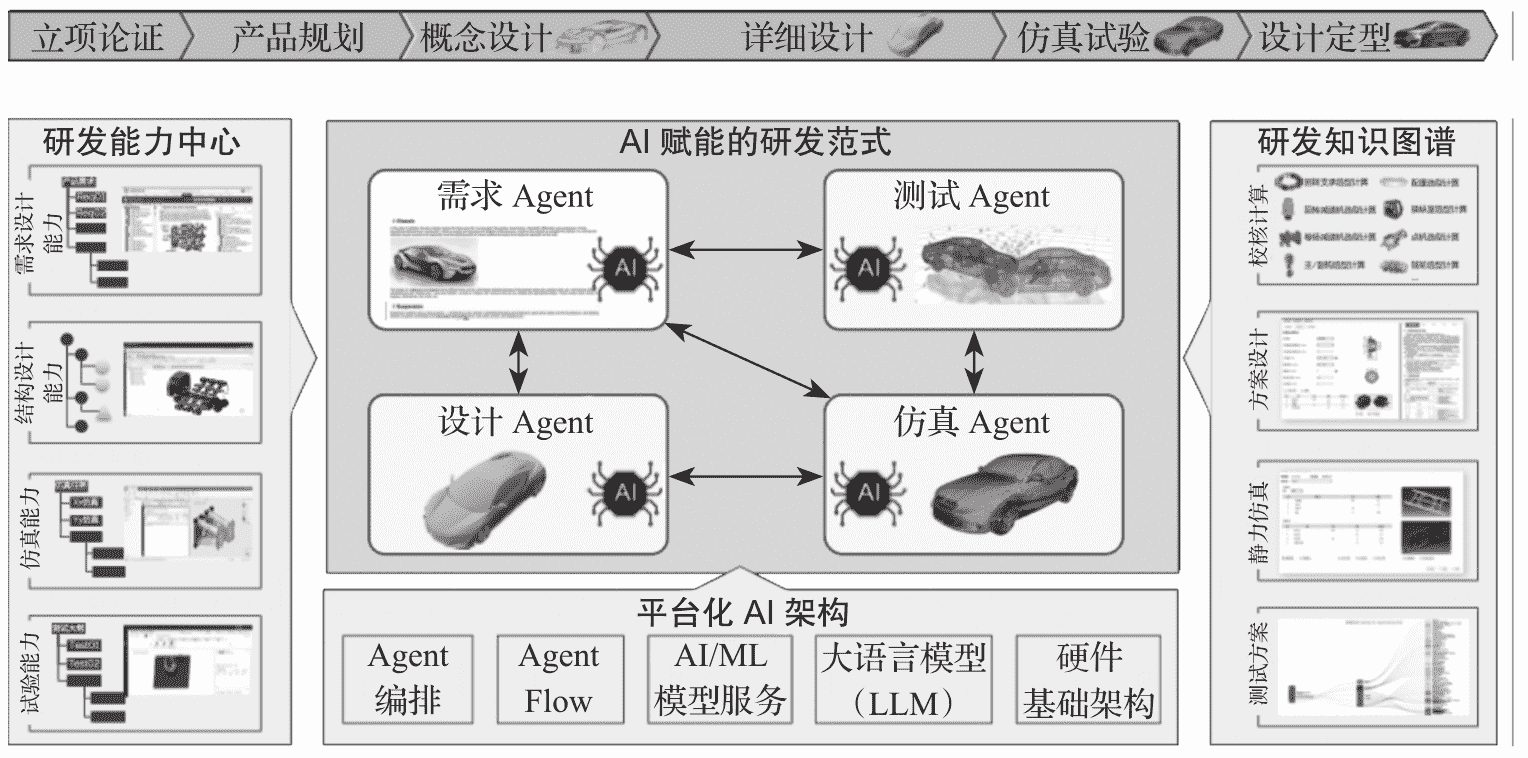 立项论证
产品规划
概念设计
详细设计
仿真试验
设计定型
研发能力中心
需求设计
能力
结构设计
能力
仿真能力
试验能力
AI 赋能的研发范式
需求 Agent
AI
测试 Agent
AI
设计 Agent
AI
仿真 Agent
AI
平台化 AI 架构
Agent
编排
Agent
Flow
AI/ML
模型服务
大语言模型
（LLM）
硬件
基础架构
研发知识图谱
校核计算
方案设计
静力仿真
测试方案